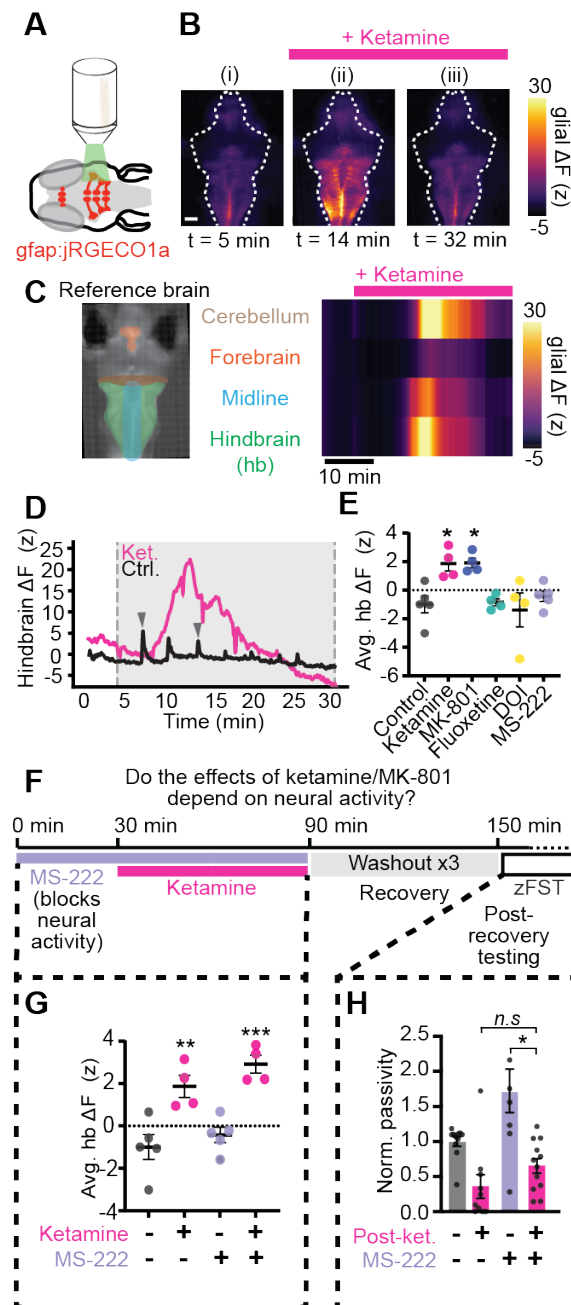 A
B
+ Ketamine
(i)
(ii)
(iii)
30
glial ΔF (z)
-5
t = 5 min
t = 14 min
t = 32 min
gfap:jRGECO1a
C
Reference brain
+ Ketamine
Cerebellum
Forebrain
Midline
Hindbrain
(hb)
30
glial ΔF (z)
-5
10 min
D
Hindbrain ΔF (z)
25
20
15
10
5
0
-5
Ket.
Ctrl.
0
5
10
15
20
25
30
Time (min)
E
Avg. hb ΔF (z)
4
2
0
-2
-4
-6
*
*
Control
Ketamine
MK-801
Fluoxetine
DOI
MS-222
F
Do the effects of ketamine/MK-801
depend on neural activity?
0 min
30 min
90 min
150 min
MS-222
(blocks
neural
activity)
Ketamine
Washout x3
Recovery
zFST
Post-
recovery
testing
G
Avg. hb ΔF (z)
4
2
0
-2
-4
**
***
Ketamine - + - +
MS-222 - - + +
H
Norm. passivity
2.5
2.0
1.5
1.0
0.5
0.0
n.s
*
Post-ket. - + - +
MS-222 - - + +